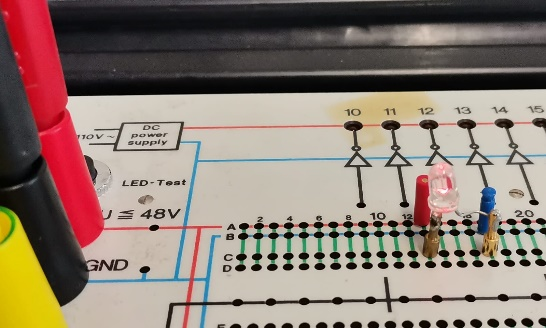 10 11 12 13 14 15
DC
power
supply
110V ~
LED-Test
U ≦ 48V
2 4 6 8 10 12 20
A
B
GND
C
D
E